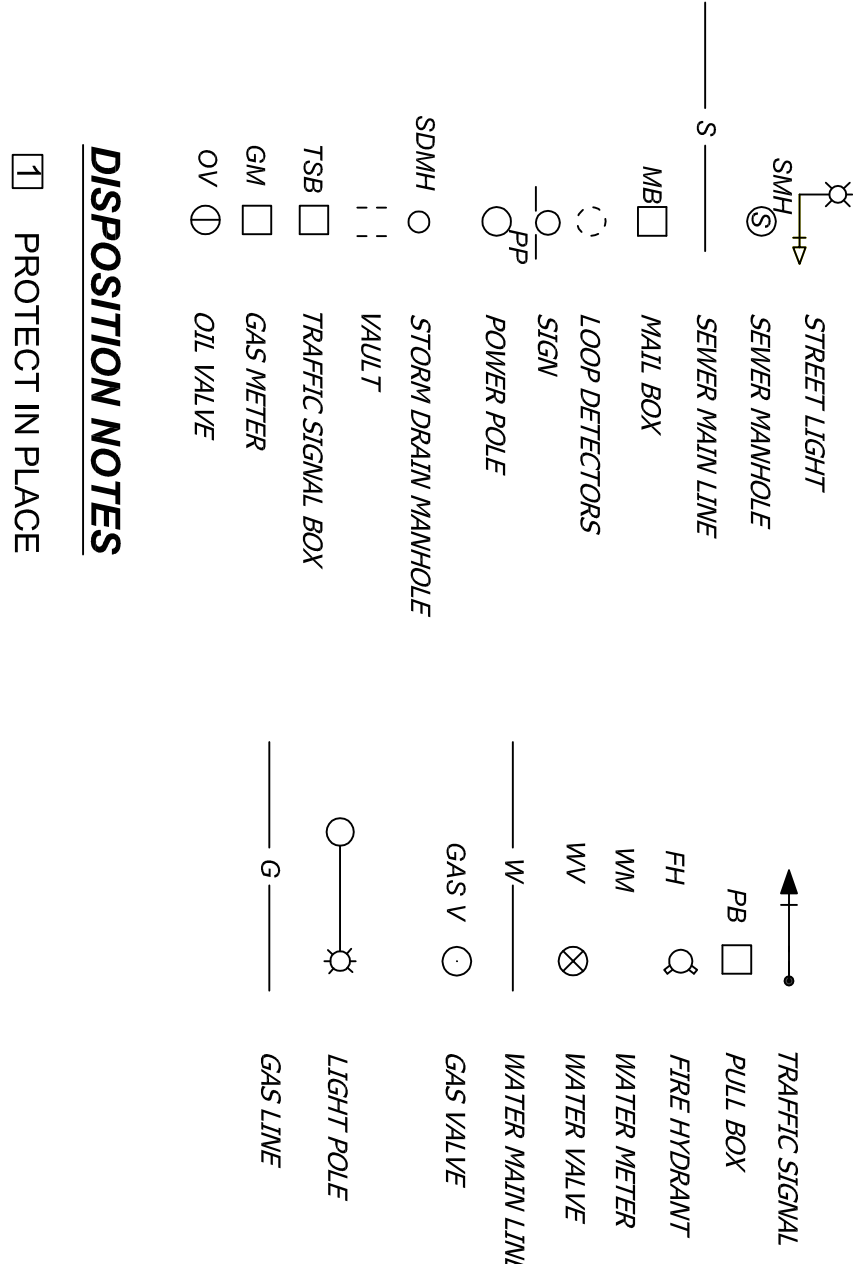 STREET LIGHT
SMH S SEWER MANHOLE
S SEWER MAIN LINE
MB MAIL BOX
LOOP DETECTORS
SIGN
PP POWER POLE
SDMH STORM DRAIN MANHOLE
VAULT
TSB TRAFFIC SIGNAL BOX
GM GAS METER
OV OIL VALVE
TRAFFIC SIGNAL
PB PULL BOX
FH FIRE HYDRANT
WM WATER METER
WV WATER VALVE
W WATER MAIN LINE
GAS V GAS VALVE
LIGHT POLE
G GAS LINE
DISPOSITION NOTES
1 PROTECT IN PLACE